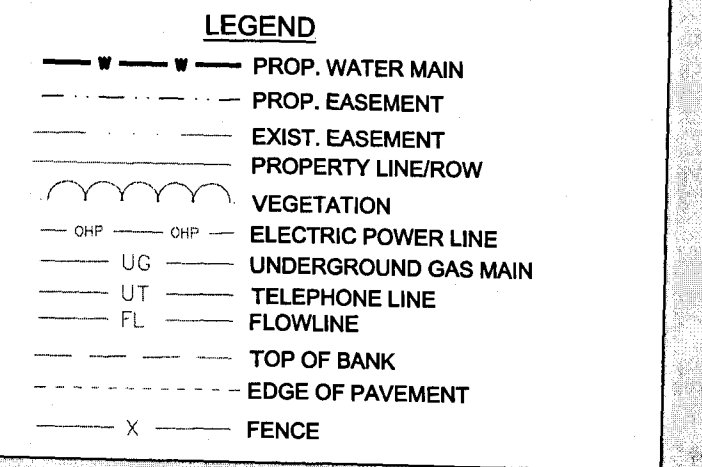 LEGEND
W W PROP. WATER MAIN
PROP. EASEMENT
EXIST. EASEMENT
PROPERTY LINE/ROW
VEGETATION
OHP OHP ELECTRIC POWER LINE
UG UNDERGROUND GAS MAIN
UT TELEPHONE LINE
FL FLOWLINE
TOP OF BANK
EDGE OF PAVEMENT
X FENCE